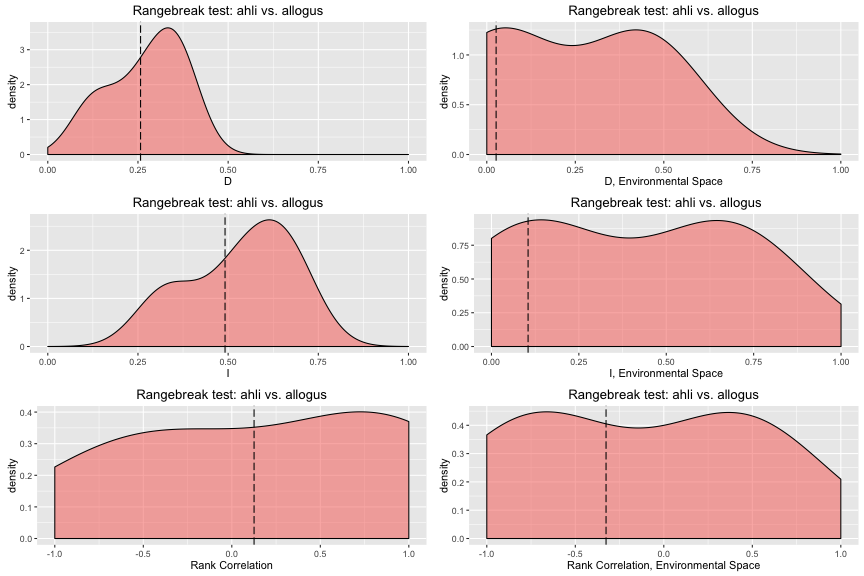 Rangebreak test: ahli vs. allogus
density
3
2
1
0
0.00 0.25 0.50 0.75 1.00
D
Rangebreak test: ahli vs. allogus
density
1.0
0.5
0.0
0.00 0.25 0.50 0.75 1.00
D, Environmental Space
Rangebreak test: ahli vs. allogus
density
2
1
0
0.00 0.25 0.50 0.75 1.00
I
Rangebreak test: ahli vs. allogus
density
0.75
0.50
0.25
0.00
0.00 0.25 0.50 0.75 1.00
I, Environmental Space
Rangebreak test: ahli vs. allogus
density
0.4
0.3
0.2
0.1
0.0
-1.0 -0.5 0.0 0.5 1.0
Rank Correlation
Rangebreak test: ahli vs. allogus
density
0.4
0.3
0.2
0.1
0.0
-1.0 -0.5 0.0 0.5 1.0
Rank Correlation, Environmental Space